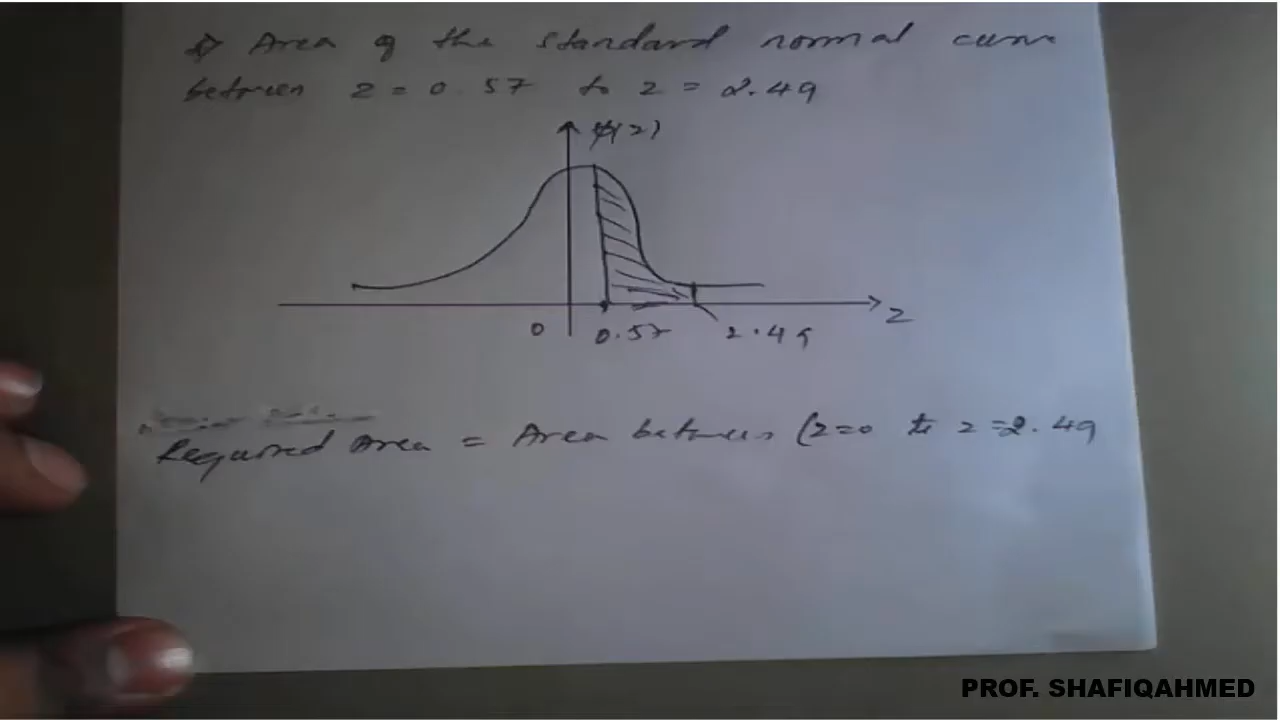 Area of the standard normal curve
between z = 0.57 to z = 2.49
φ(z)
z
0 0.57 2.49
Required Area = Area between (z=0 to z=2.49
PROF. SHAFIQAHMED